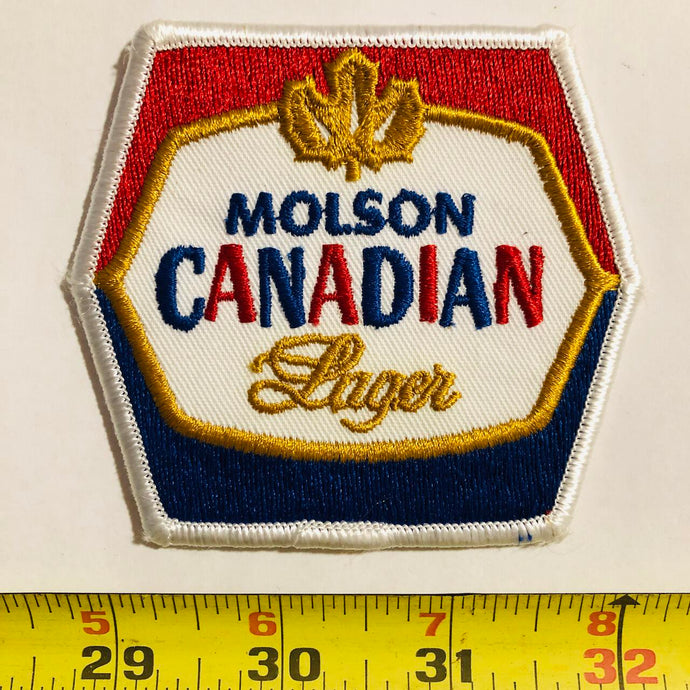 MOLSON
CANADIAN
Lager
5 6 7 8
29 30 31 32